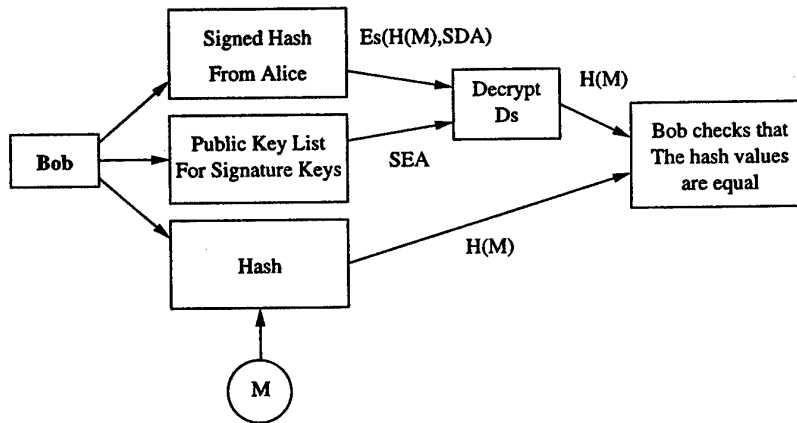 Signed Hash
From Alice
Es(H(M),SDA)
Decrypt
Ds
H(M)
Bob
Public Key List
For Signature Keys
SEA
Bob checks that
The hash values
are equal
Hash
H(M)
M